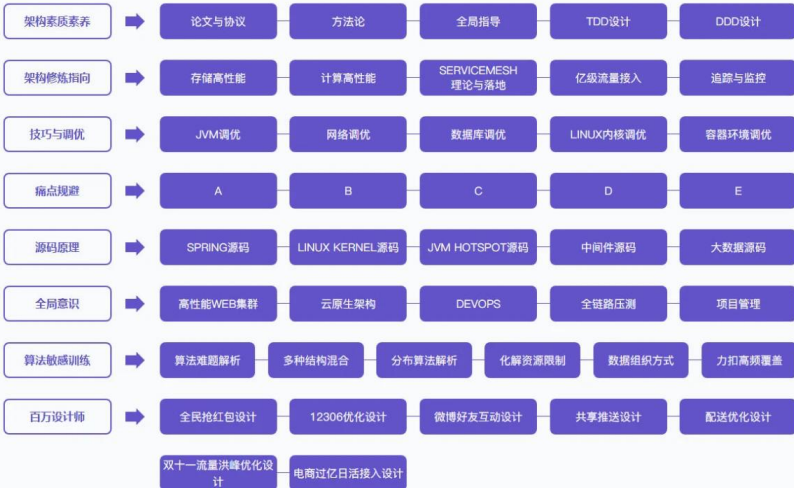 架构素质素养
论文与协议
方法论
全局指导
TDD设计
DDD设计
架构修炼指向
存储高性能
计算高性能
SERVICEMESH
理论与落地
亿级流量接入
追踪与监控
技巧与调优
JVM调优
网络调优
数据库调优
LINUX内核调优
容器环境调优
痛点规避
A
B
C
D
E
源码原理
SPRING源码
LINUX KERNEL源码
JVM HOTSPOT源码
中间件源码
大数据源码
全局意识
高性能WEB集群
云原生架构
DEVOPS
全链路压测
项目管理
算法敏感训练
算法难题解析
多种结构混合
分布算法解析
化解资源限制
数据组织方式
力扣高频覆盖
百万设计师
全民抢红包设计
12306优化设计
微博好友互动设计
共享推送设计
配送优化设计
双十一流量洪峰优化设
计
电商过亿日活接入设计